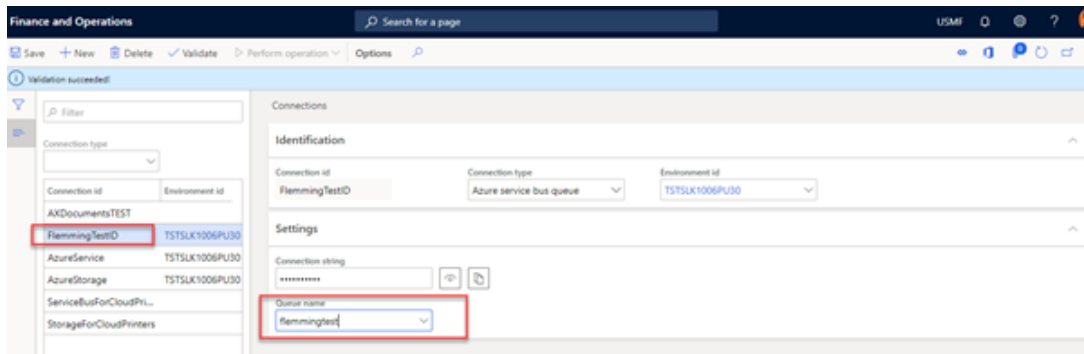 Finance and Operations
Search for a page
USMF
?
Save
New
Delete
Validate
Perform operation
Options
0
Validation succeeded!
Filter
Connection type
Connection id Environment id
AXDocumentsTEST
FlemmingTestID TSTSLK1006PU30
AzureService TSTSLK1006PU30
AzureStorage TSTSLK1006PU30
ServiceBusForCloudPri...
StorageForCloudPrinters
Connections
Identification
Connection id Connection type Environment id
FlemmingTestID Azure service bus queue TSTSLK1006PU30
Settings
Connection string
•••••••••••
Queue name
flemmingtest